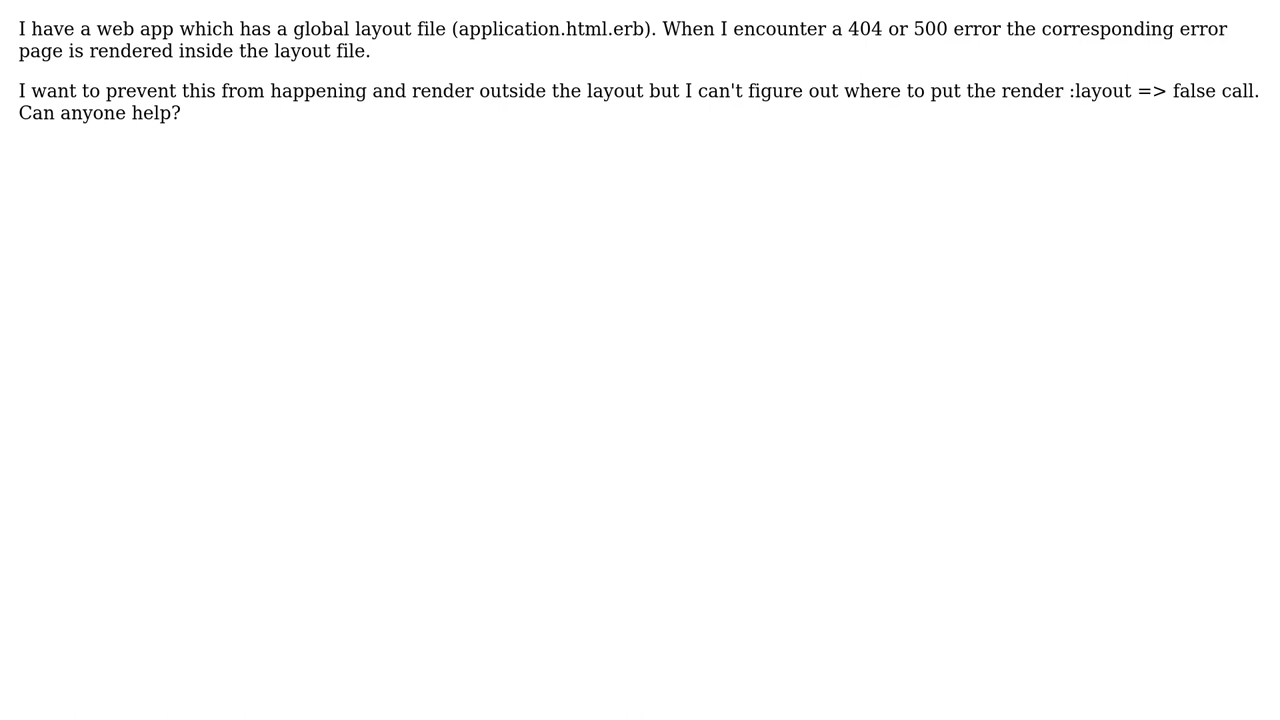 I have a web app which has a global layout file (application.html.erb). When I encounter a 404 or 500 error the corresponding error
page is rendered inside the layout file.
I want to prevent this from happening and render outside the layout but I can't figure out where to put the render :layout => false call.
Can anyone help?